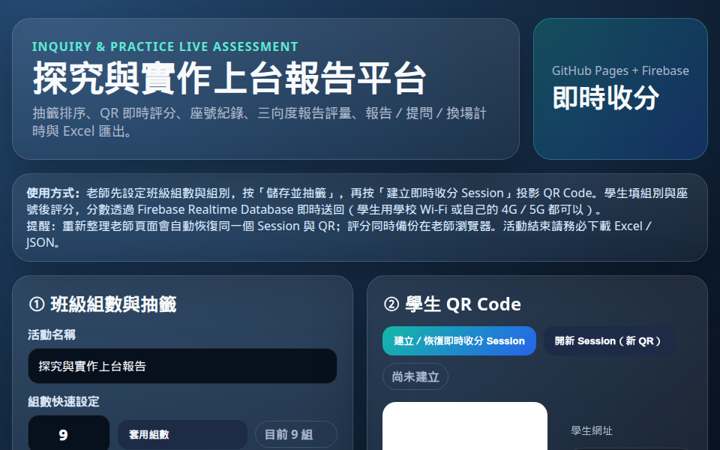 INQUIRY & PRACTICE LIVE ASSESSMENT
探究與實作上台報告平台
抽籤排序、QR 即時評分、座號紀錄、三向度報告評量、報告 / 提問 / 換場計
時與 Excel 匯出。
GitHub Pages + Firebase
即時收分
使用方式：老師先設定班級組數與組別，按「儲存並抽籤」，再按「建立即時收分 Session」投影 QR Code。學生填組別與座
號後評分，分數透過 Firebase Realtime Database 即時送回（學生用學校 Wi-Fi 或自己的 4G / 5G 都可以）。
提醒：重新整理老師頁面會自動恢復同一個 Session 與 QR；評分同時備份在老師瀏覽器。活動結束請務必下載 Excel /
JSON。
① 班級組數與抽籤
活動名稱
探究與實作上台報告
組數快速設定
9
套用組數
目前 9 組
② 學生 QR Code
建立 / 恢復即時收分 Session
開新 Session（新 QR）
尚未建立
學生網址